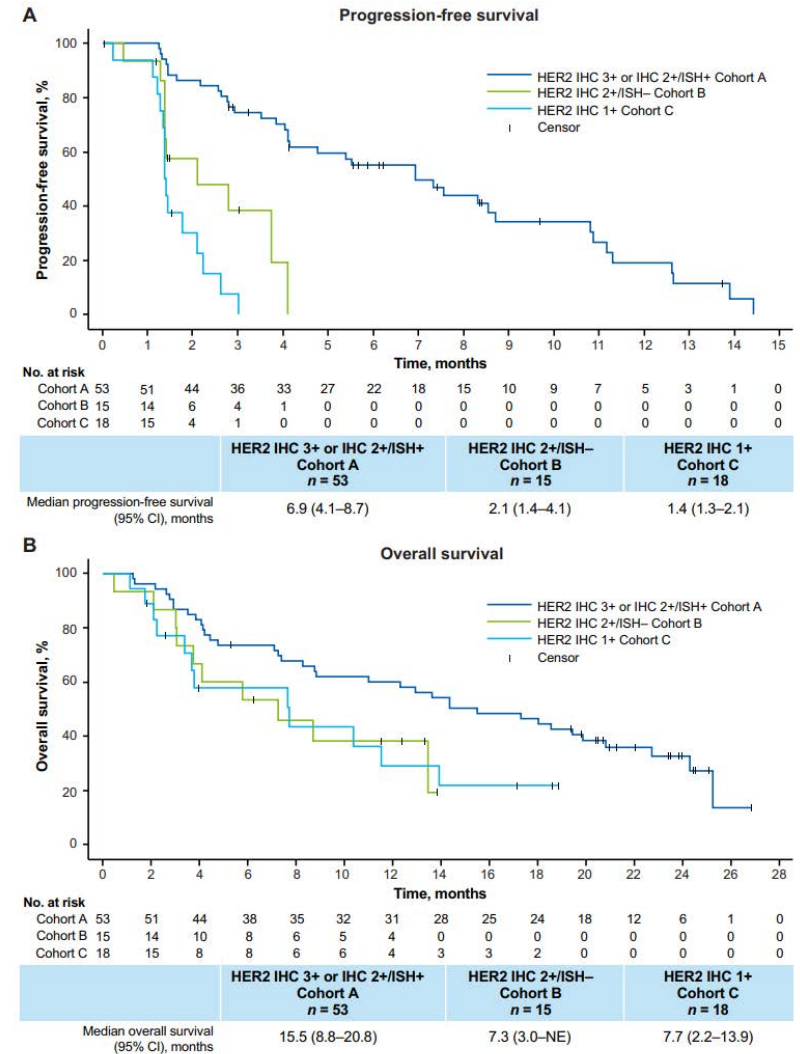 A
Progression-free survival
Progression-free survival, %
100
80
60
40
20
0
HER2 IHC 3+ or IHC 2+/ISH+ Cohort A
HER2 IHC 2+/ISH– Cohort B
HER2 IHC 1+ Cohort C
Censor
0 1 2 3 4 5 6 7 8 9 10 11 12 13 14 15
Time, months
No. at risk
Cohort A 53 51 44 36 33 27 22 18 15 10 9 7 5 3 1 0
Cohort B 15 14 6 4 1 0 0 0 0 0 0 0 0 0 0 0
Cohort C 18 15 4 1 0 0 0 0 0 0 0 0 0 0 0 0
HER2 IHC 3+ or IHC 2+/ISH+ HER2 IHC 2+/ISH– HER2 IHC 1+
Cohort A Cohort B Cohort C
n = 53 n = 15 n = 18
Median progression-free survival
(95% CI), months
6.9 (4.1–8.7) 2.1 (1.4–4.1) 1.4 (1.3–2.1)
B
Overall survival
Overall survival, %
100
80
60
40
20
0
HER2 IHC 3+ or IHC 2+/ISH+ Cohort A
HER2 IHC 2+/ISH– Cohort B
HER2 IHC 1+ Cohort C
Censor
0 2 4 6 8 10 12 14 16 18 20 22 24 26 28
Time, months
No. at risk
Cohort A 53 51 44 38 35 32 31 28 25 24 18 12 6 1 0
Cohort B 15 14 10 8 6 5 4 0 0 0 0 0 0 0 0
Cohort C 18 15 8 8 6 6 4 3 3 2 0 0 0 0 0
HER2 IHC 3+ or IHC 2+/ISH+ HER2 IHC 2+/ISH– HER2 IHC 1+
Cohort A Cohort B Cohort C
n = 53 n = 15 n = 18
Median overall survival
(95% CI), months
15.5 (8.8–20.8) 7.3 (3.0–NE) 7.7 (2.2–13.9)